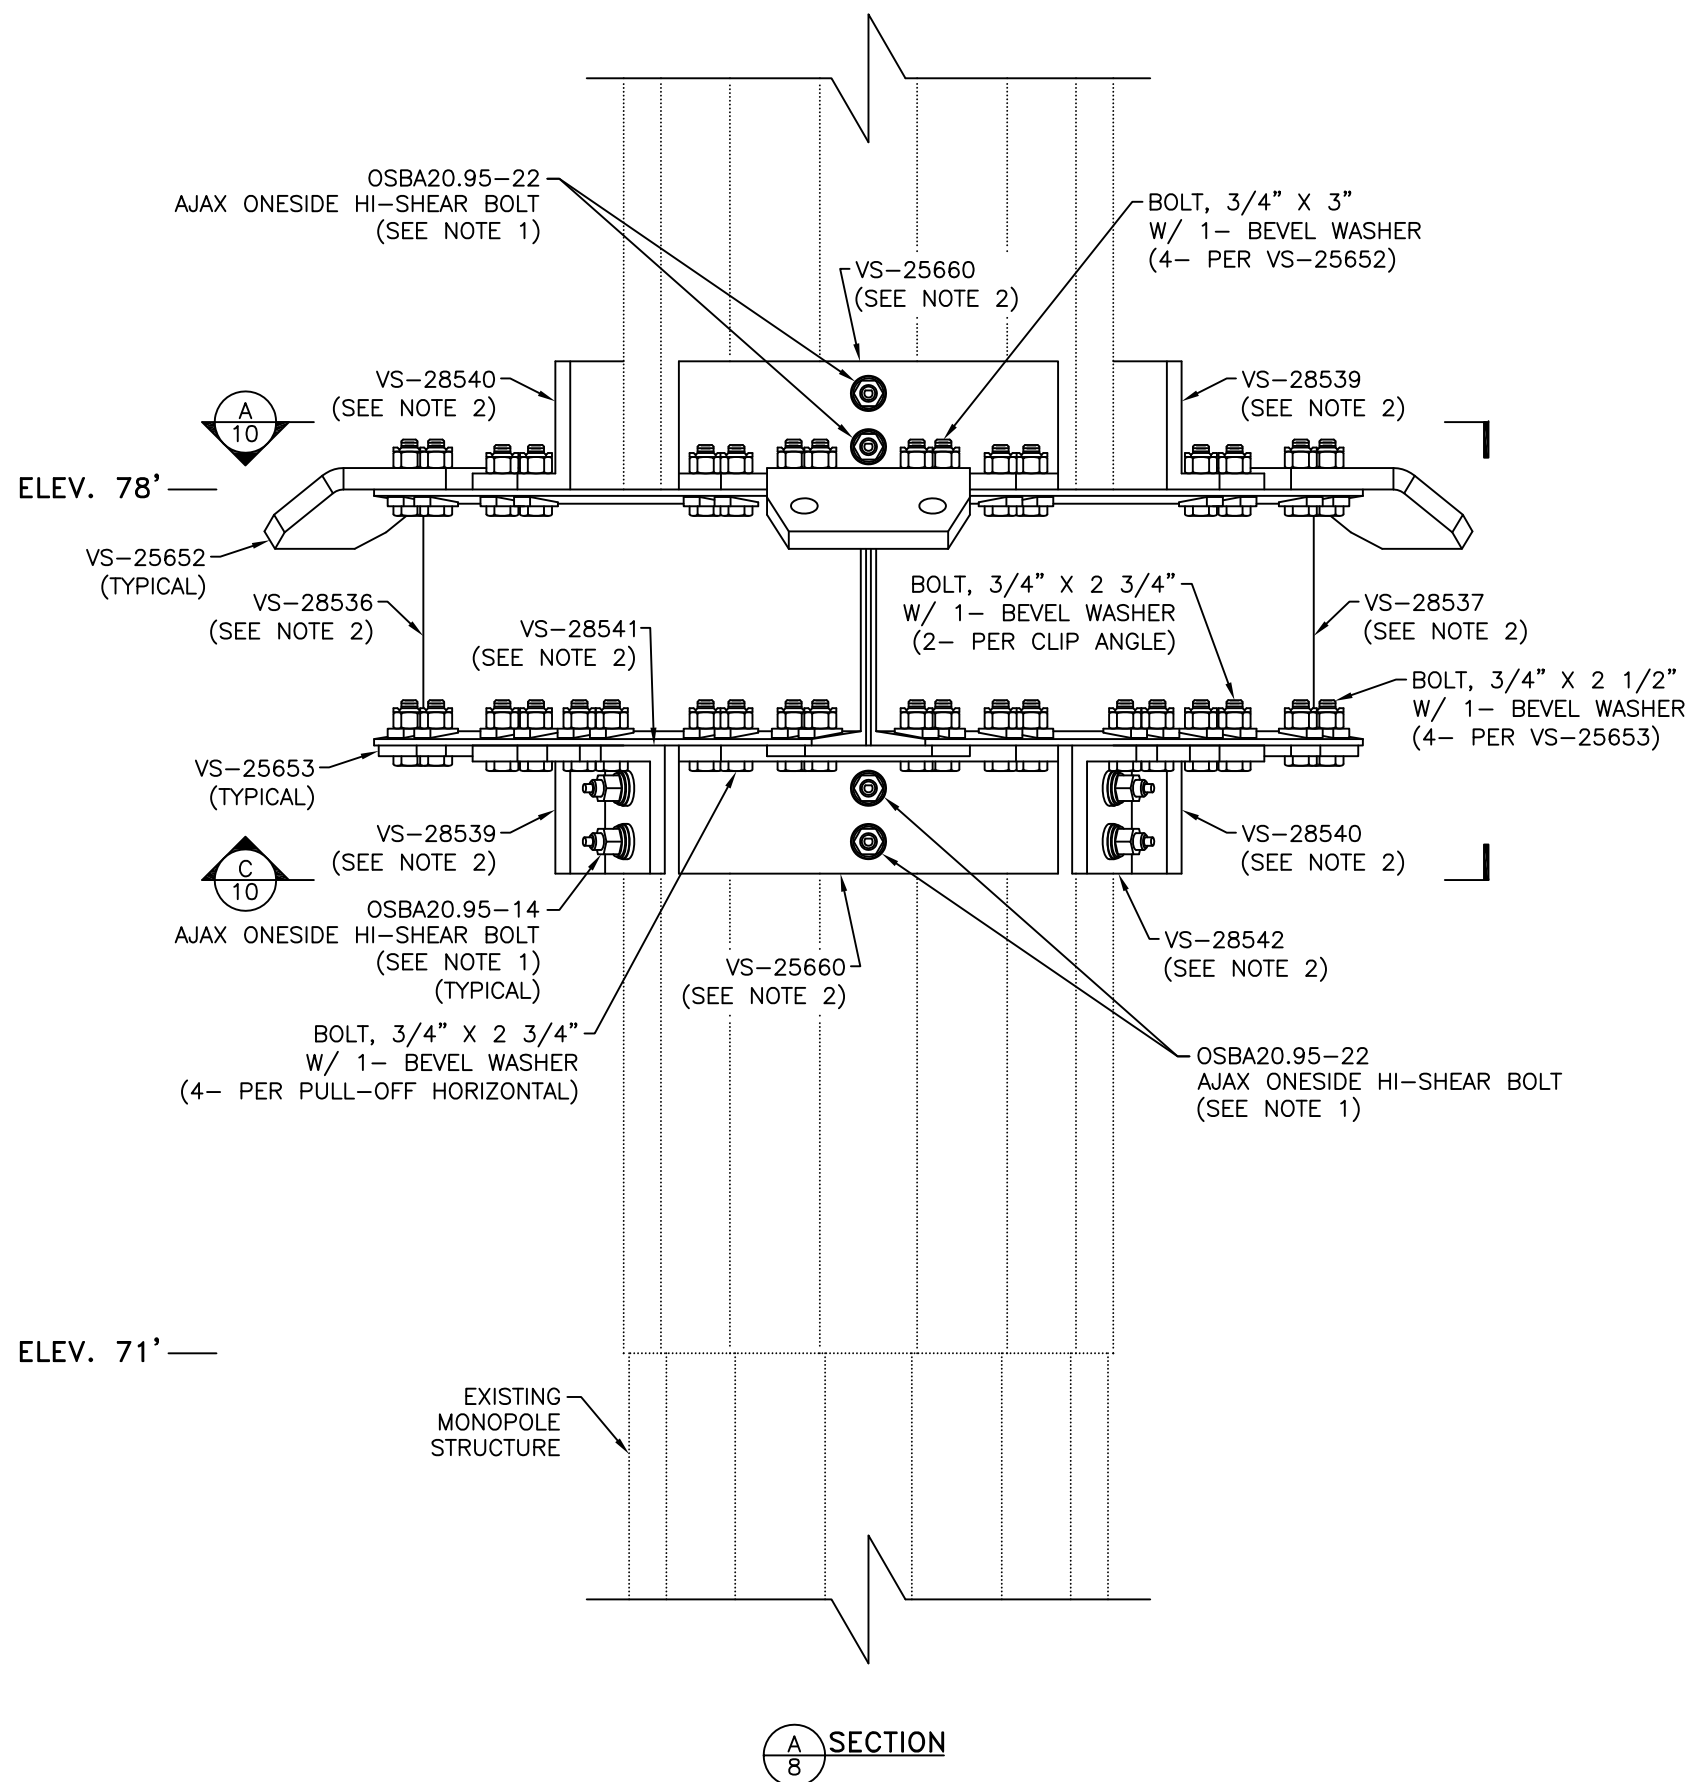 OSBA20.95-22
AJAX ONESIDE HI-SHEAR BOLT
(SEE NOTE 1)
BOLT, 3/4" X 3"
W/ 1- BEVEL WASHER
(4- PER VS-25652)
VS-25660
(SEE NOTE 2)
VS-28540
(SEE NOTE 2)
VS-28539
(SEE NOTE 2)
A
10
ELEV. 78'
VS-25652
(TYPICAL)
VS-28536
(SEE NOTE 2)
VS-28541
(SEE NOTE 2)
BOLT, 3/4" X 2 3/4"
W/ 1- BEVEL WASHER
(2- PER CLIP ANGLE)
VS-28537
(SEE NOTE 2)
BOLT, 3/4" X 2 1/2"
W/ 1- BEVEL WASHER
(4- PER VS-25653)
VS-25653
(TYPICAL)
VS-28539
(SEE NOTE 2)
VS-28540
(SEE NOTE 2)
C
10
OSBA20.95-14
AJAX ONESIDE HI-SHEAR BOLT
(SEE NOTE 1)
(TYPICAL)
VS-25660
(SEE NOTE 2)
VS-28542
(SEE NOTE 2)
BOLT, 3/4" X 2 3/4"
W/ 1- BEVEL WASHER
(4- PER PULL-OFF HORIZONTAL)
OSBA20.95-22
AJAX ONESIDE HI-SHEAR BOLT
(SEE NOTE 1)
ELEV. 71'
EXISTING
MONOPOLE
STRUCTURE
A
8
SECTION